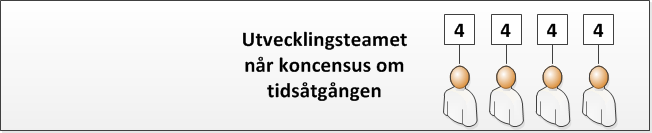 4 4 4 4
Utvecklingsteamet
når koncensus om
tidsåtgången